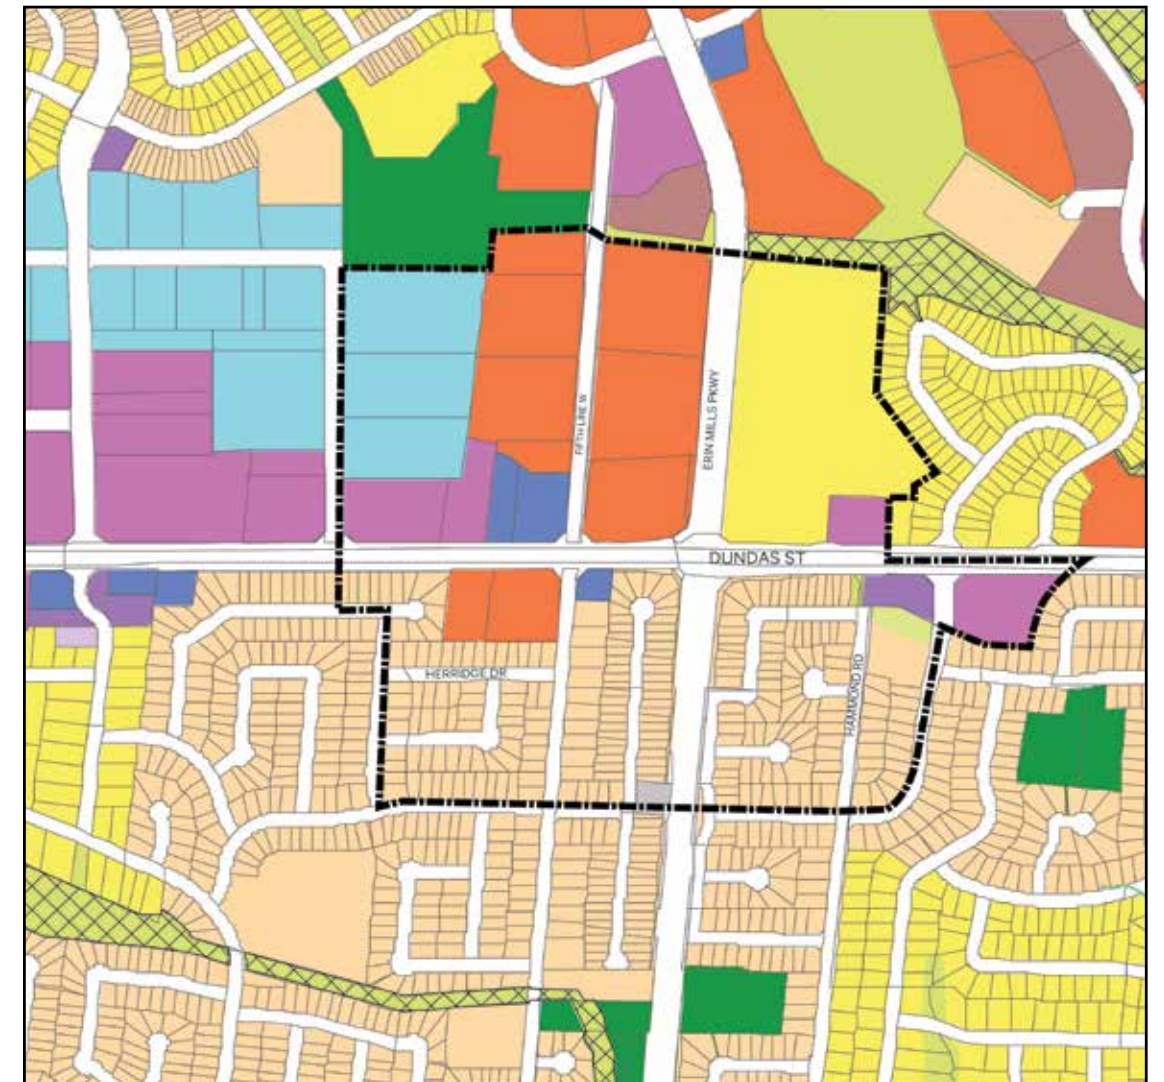 FIFTH LINE W
ERIN MILLS PKWY
DUNDAS ST
HERRIDGE DR
HAMMOND RD